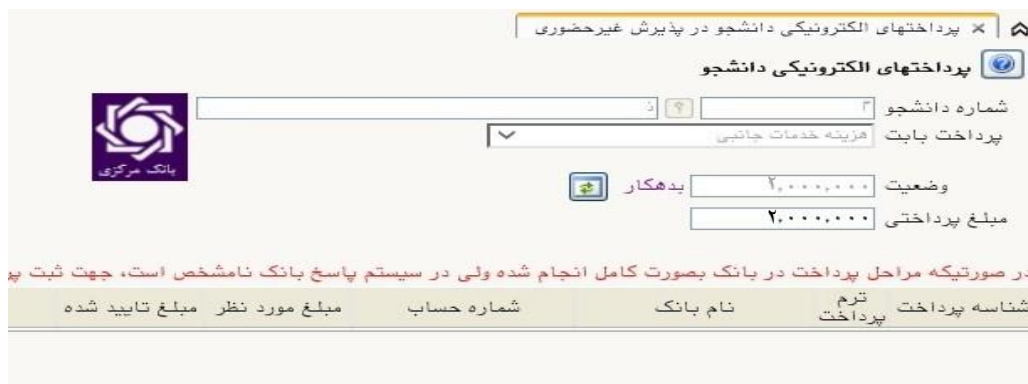 پرداختهای الکترونیکی دانشجو در پذیرش غیرحضوری
پرداختهای الکترونیکی دانشجو
شماره دانشجو ۳ ? ذ
پرداخت بابت هزینه خدمات جانبی
بانک مرکزی
وضعیت ۲,۰۰۰,۰۰۰ بدهکار
مبلغ پرداختی ۲,۰۰۰,۰۰۰
در صورتیکه مراحل پرداخت در بانک بصورت کامل انجام شده ولی در سیستم پاسخ بانک نامشخص است، جهت ثبت
شناسه پرداخت ترم پرداخت نام بانک شماره حساب مبلغ مورد نظر مبلغ تایید شده